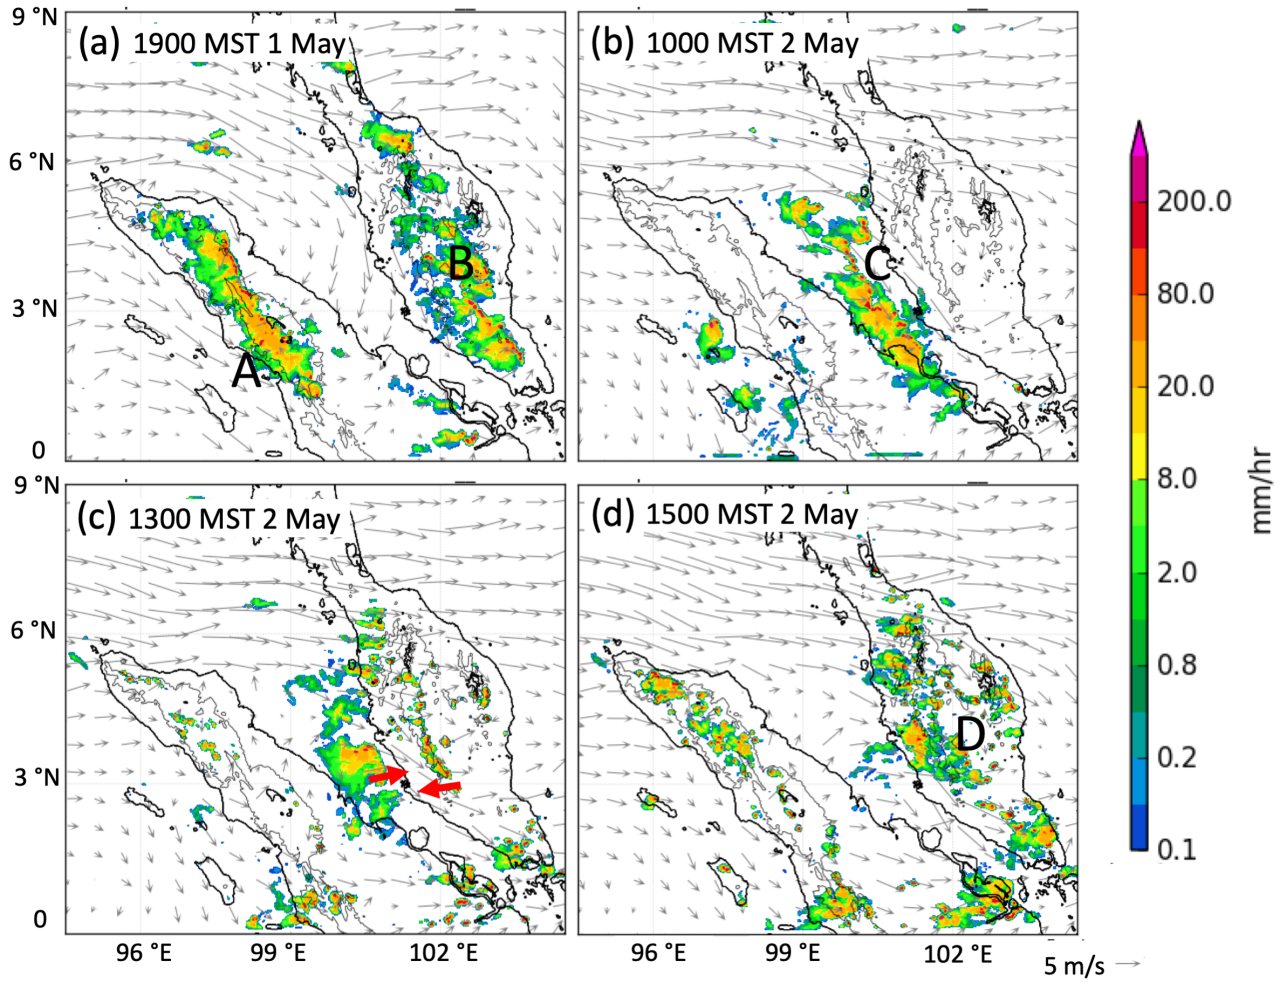 9 °N
(a) 1900 MST 1 May
(b) 1000 MST 2 May
6 °N
B
C
3 °N
A
0
200.0
80.0
20.0
8.0
2.0
0.8
0.2
0.1
mm/hr
9 °N
(c) 1300 MST 2 May
(d) 1500 MST 2 May
6 °N
D
3 °N
0
96 °E 99 °E 102 °E
96 °E 99 °E 102 °E
5 m/s